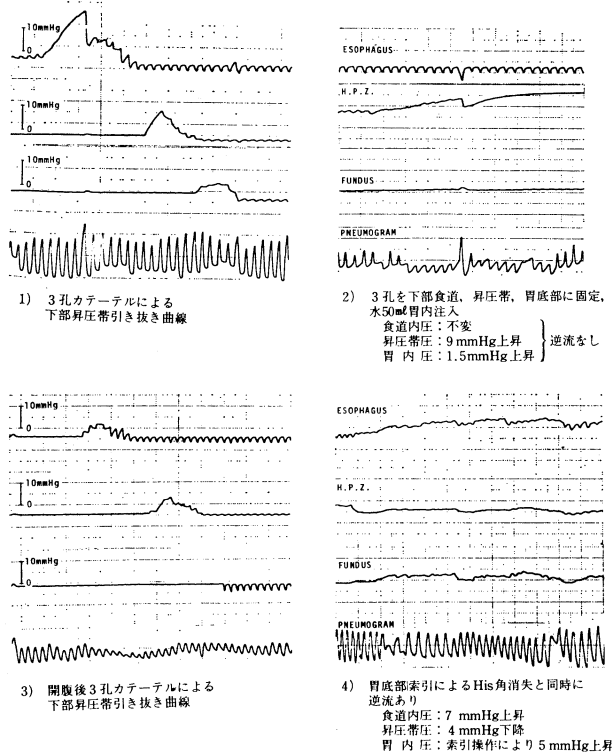 10mmHg
0
10mmHg
0
10mmHg
0
1) 3孔カテーテルによる
下部昇圧帯引き抜き曲線
ESOPHAGUS
H.P.Z.
FUNDUS
PNEUMOGRAM
2) 3孔を下部食道，昇圧帯，胃底部に固定，
水50ml胃内注入
食道内圧：不変
昇圧帯圧：9mmHg上昇
胃内圧：1.5mmHg上昇
逆流なし
10mmHg
0
10mmHg
0
10mmHg
0
3) 開腹後3孔カテーテルによる
下部昇圧帯引き抜き曲線
ESOPHAGUS
H.P.Z.
FUNDUS
PNEUMOGRAM
4) 胃底部索引によるHis角消失と同時に
逆流あり
食道内圧：7 mmHg上昇
昇圧帯圧：4 mmHg下降
胃内圧：索引操作により5 mmHg上昇